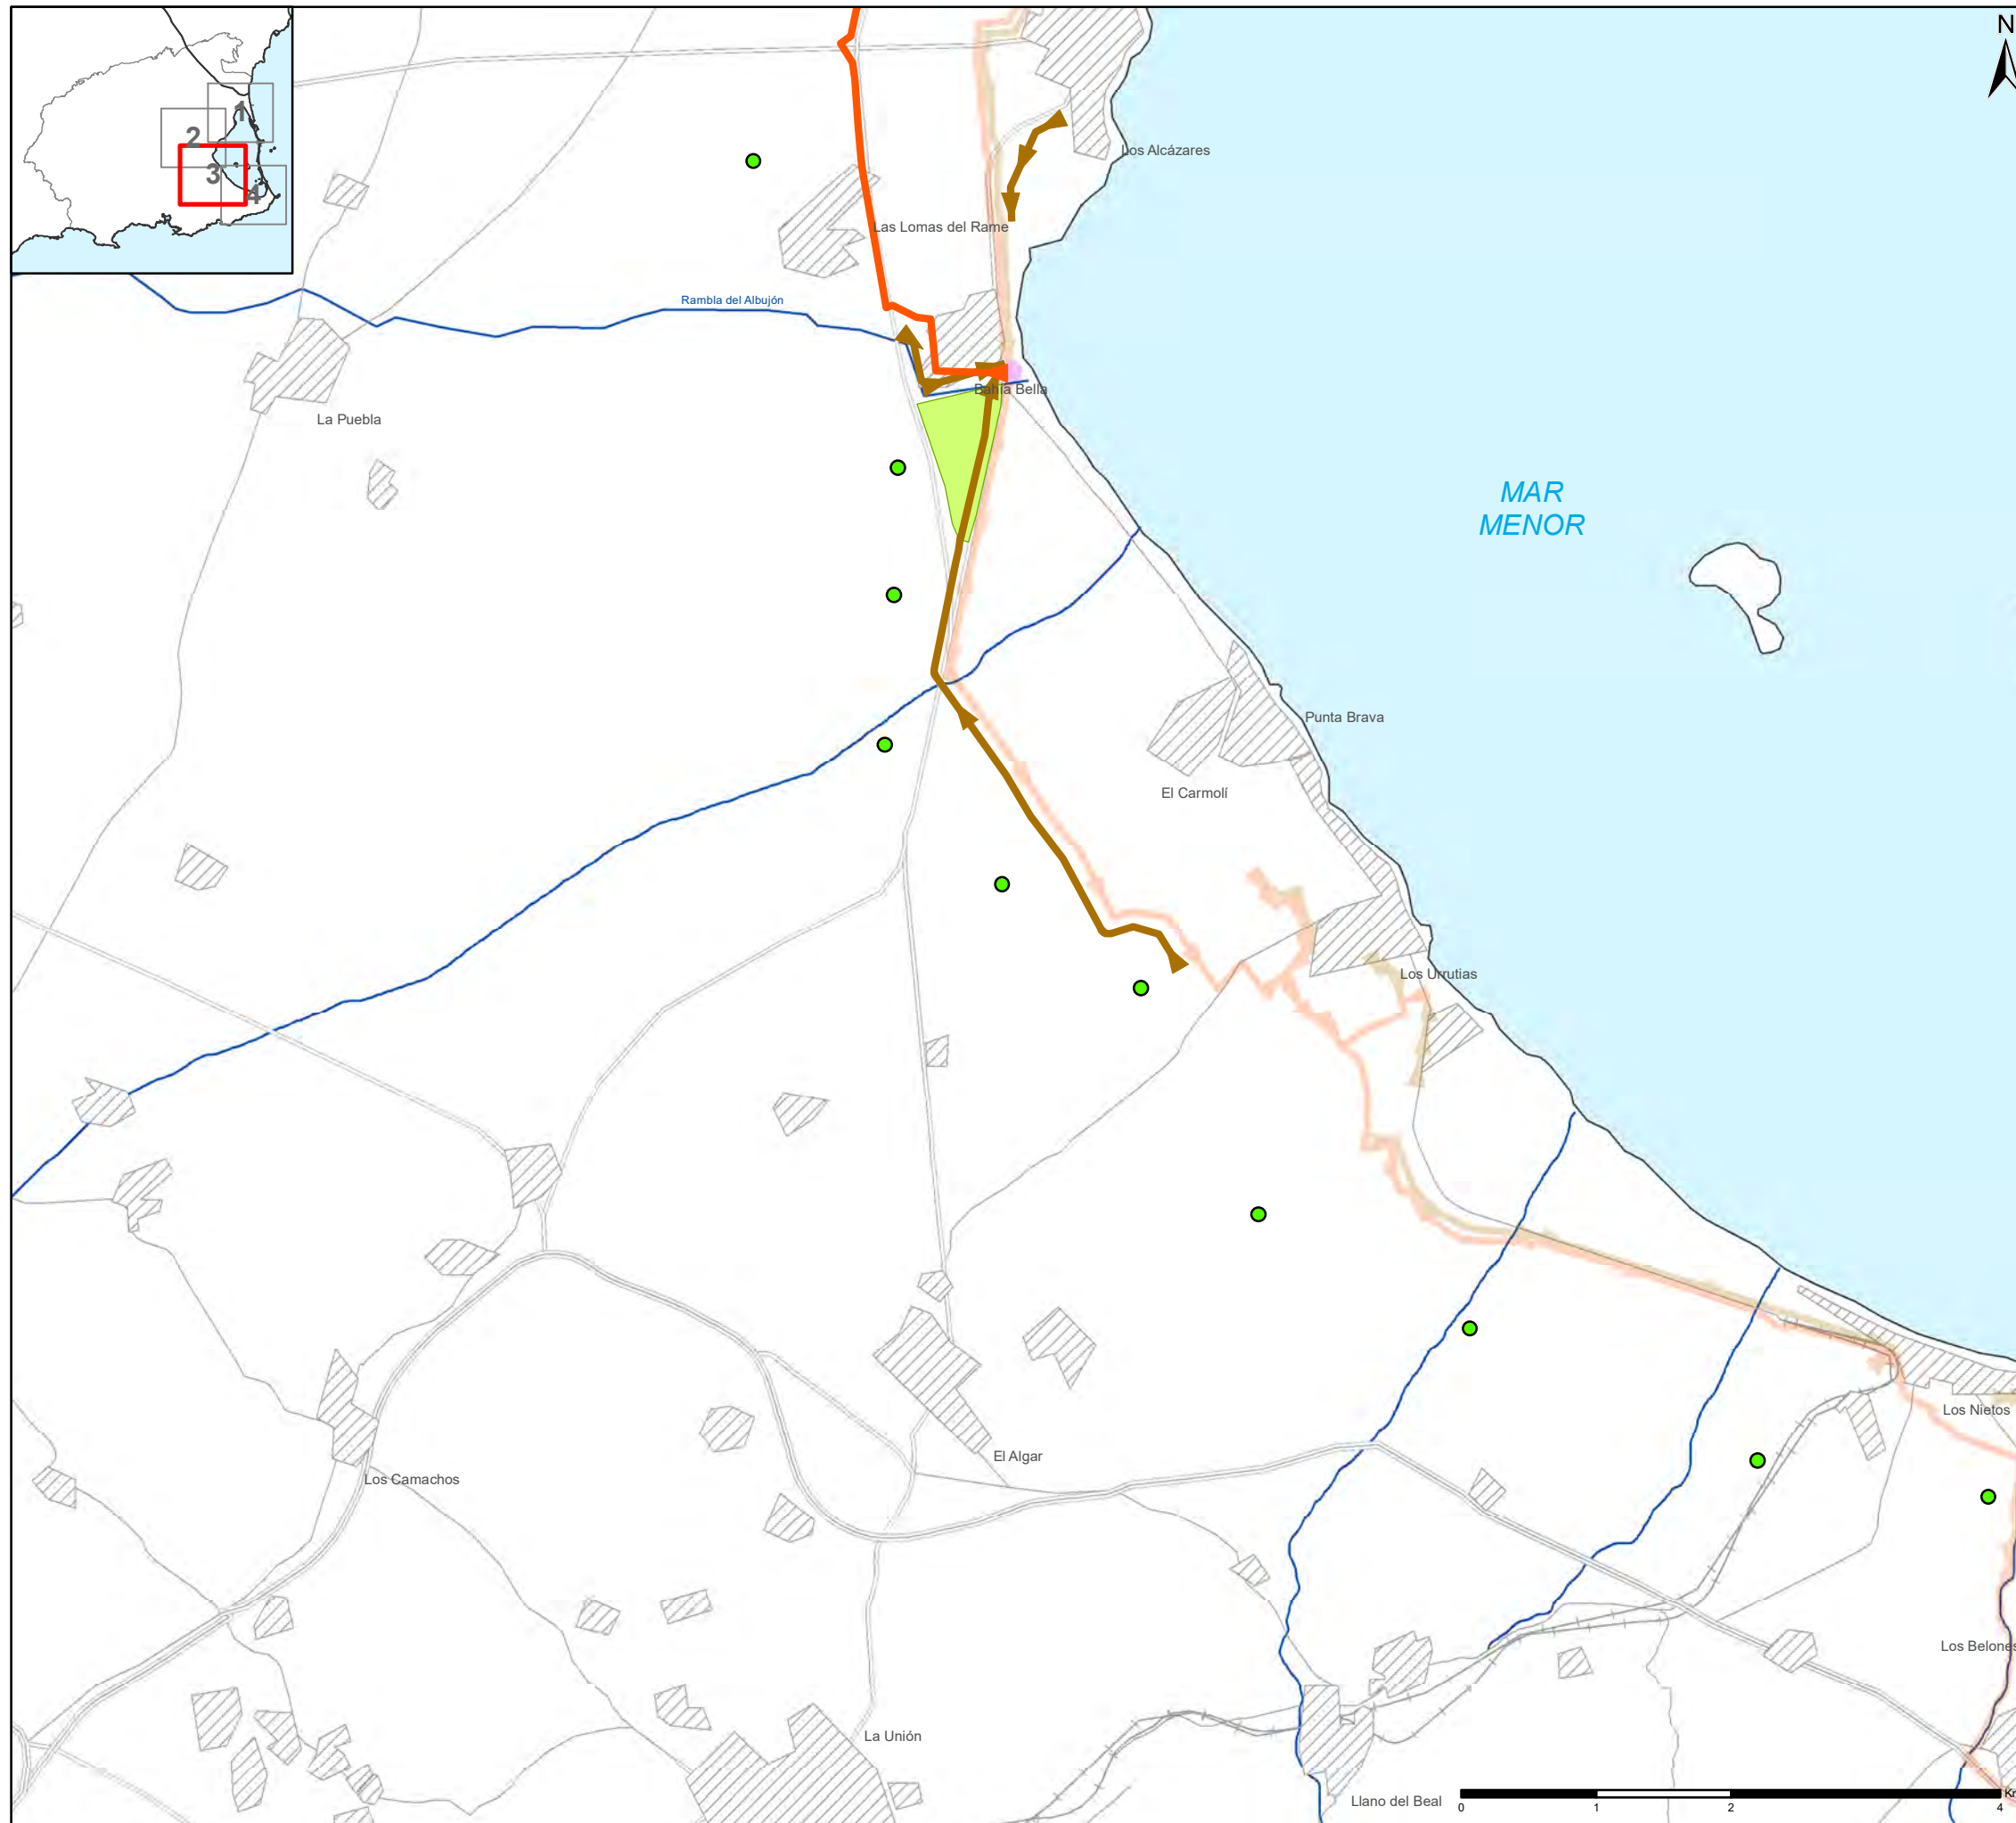 N
1
2
3
4
Los Alcázares
Las Lomas del Rame
Rambla del Albujón
Bahía Bella
La Puebla
MAR
MENOR
Punta Brava
El Carmolí
Los Urrutias
Los Nietos
El Algar
Los Camachos
Los Belones
La Unión
Llano del Beal
0
1
2
4